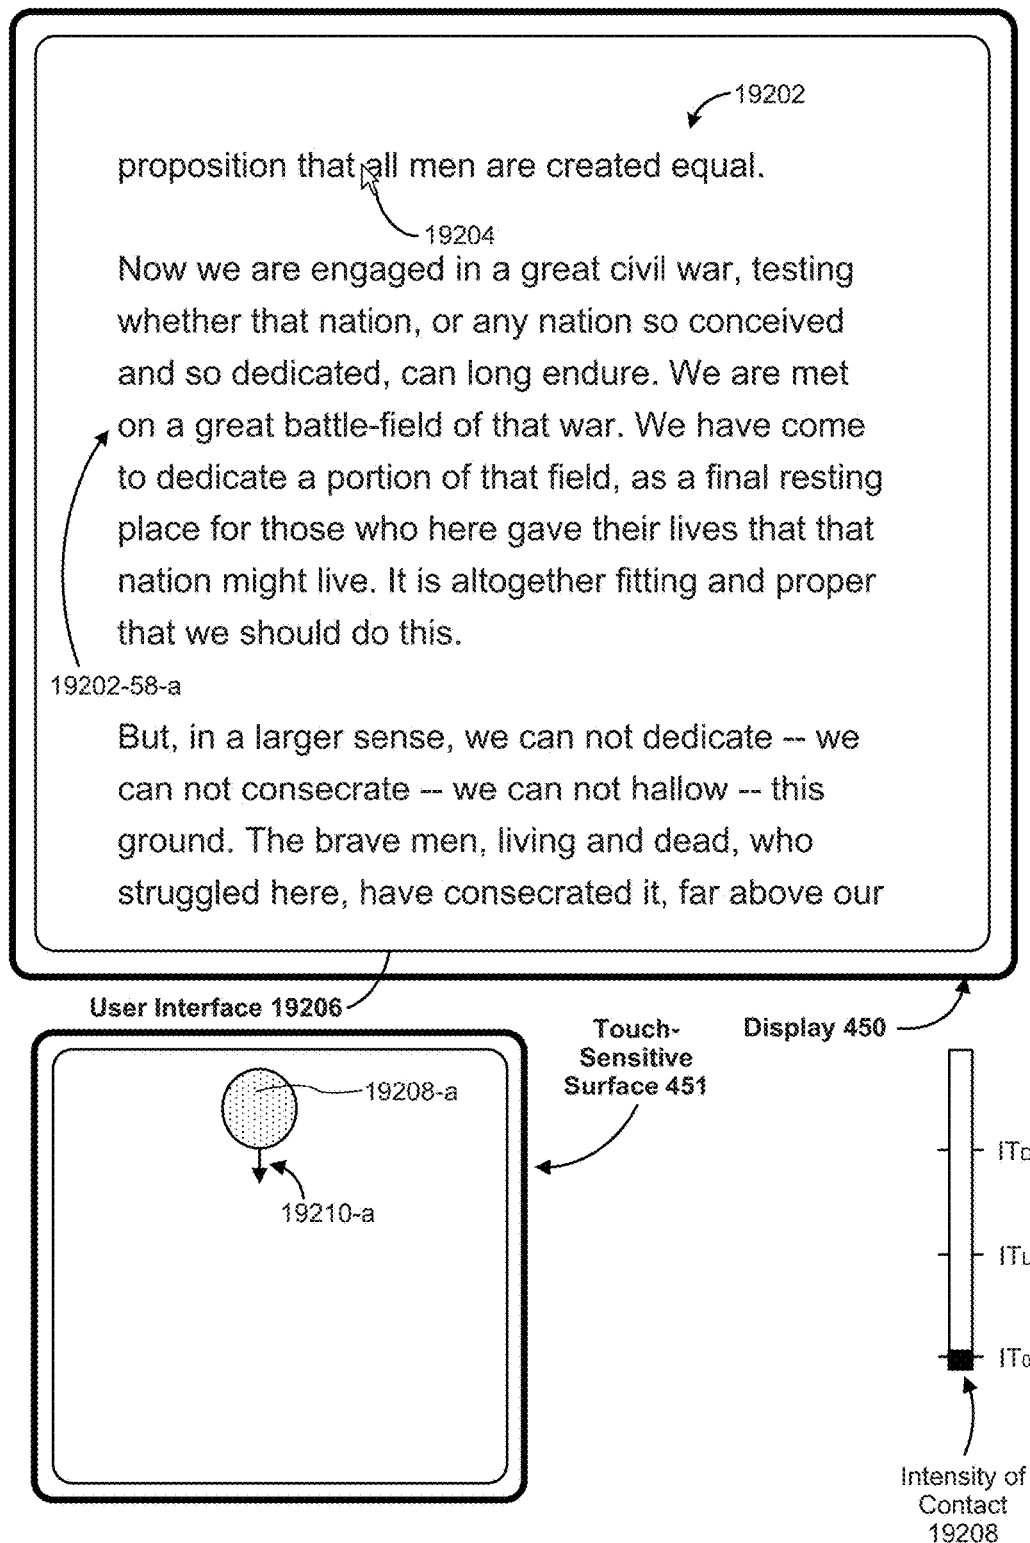 19202
proposition that all men are created equal.
19204
Now we are engaged in a great civil war, testing
whether that nation, or any nation so conceived
and so dedicated, can long endure. We are met
on a great battle-field of that war. We have come
to dedicate a portion of that field, as a final resting
place for those who here gave their lives that that
nation might live. It is altogether fitting and proper
that we should do this.
19202-58-a
But, in a larger sense, we can not dedicate -- we
can not consecrate -- we can not hallow -- this
ground. The brave men, living and dead, who
struggled here, have consecrated it, far above our
User Interface 19206
Display 450
Touch-
Sensitive
Surface 451
19208-a
19210-a
ITD
ITL
IT0
Intensity of
Contact
19208